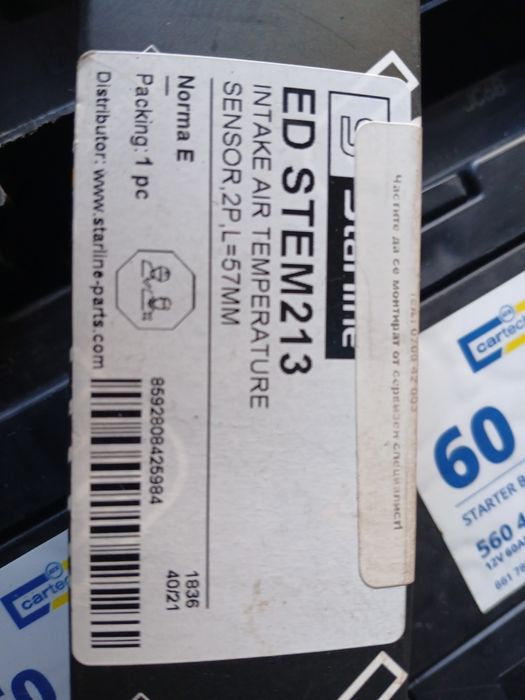 Starline
Частите да се монтират от сервизен специалист!
ED STEM213
INTAKE AIR TEMPERATURE
SENSOR,2P,L=57MM
Norma E
Packing: 1 pc
1836
40/21
8592808425984
Distributor: www.starline-parts.com
cartech
60
STARTER B
560 4
12V 60A
cartec